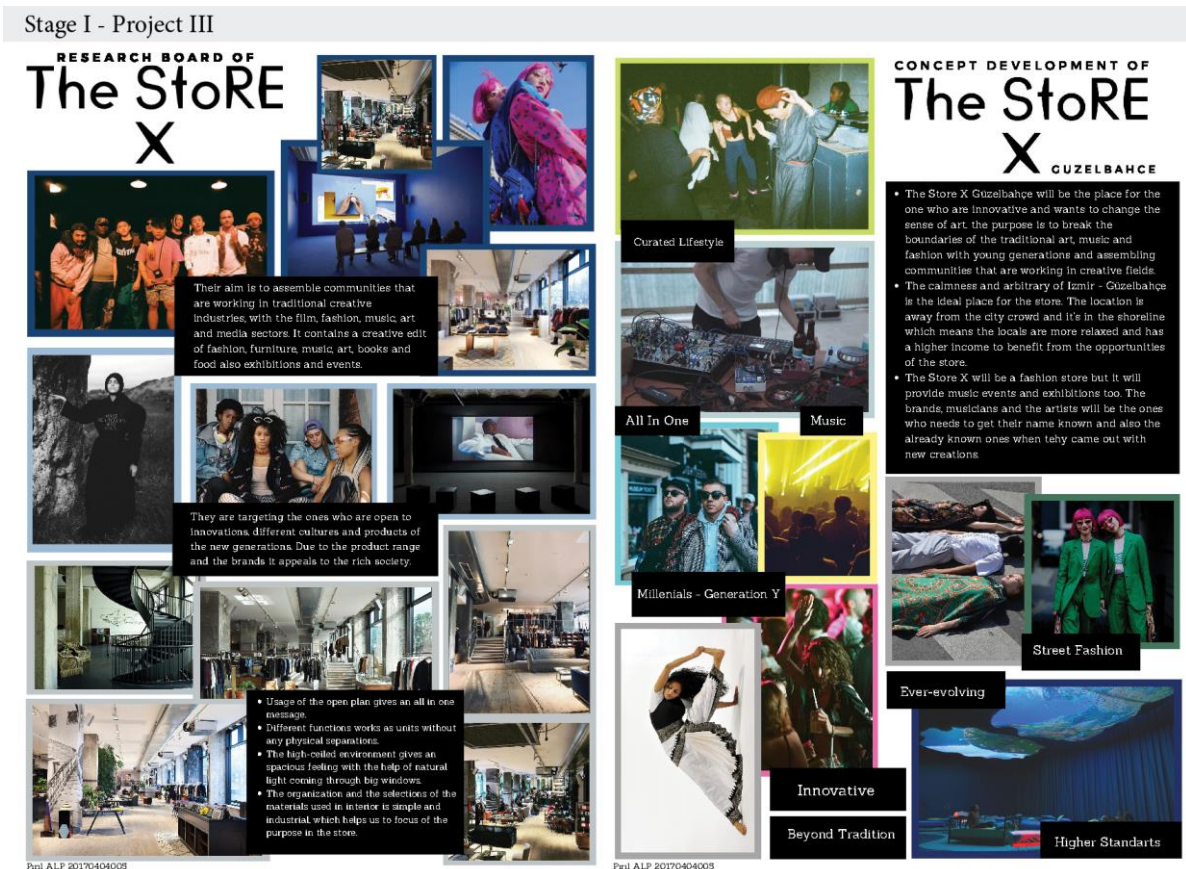 Stage I - Project III
RESEARCH BOARD OF
The StoRE
X
Their aim is to assemble communities that
are working in traditional creative
industries, with the film, fashion, music, art
and media sectors. It contains a creative edit
of fashion, furniture, music, art, books and
food also exhibitions and events.
They are targeting the ones who are open to
innovations, different cultures and products of
the new generations. Due to the product range
and the brands it appeals to the rich society.
• Usage of the open plan gives an all in one
message.
• Different functions works as units without
any physical separations.
• The high-ceiled environment gives an
spacious feeling with the help of natural
light coming through big windows.
• The organization and the selections of the
materials used in interior is simple and
industrial, which helps us to focus of the
purpose in the store.
Pırıl ALP 20170404005
Curated Lifestyle
All In One
Music
Millenials - Generation Y
Innovative
Beyond Tradition
Pırıl ALP 20170404005
CONCEPT DEVELOPMENT OF
The StoRE
X
GUZELBAHCE
• The Store X Güzelbahçe will be the place for the
one who are innovative and wants to change the
sense of art. the purpose is to break the
boundaries of the traditional art, music and
fashion with young generations and assembling
communities that are working in creative fields.
• The calmness and arbitrary of Izmir - Güzelbahçe
is the ideal place for the store. The location is
away from the city crowd and it's in the shoreline
which means the locals are more relaxed and has
a higher income to benefit from the opportunities
of the store.
• The Store X will be a fashion store but it will
provide music events and exhibitions too. The
brands, musicians and the artists will be the ones
who needs to get their name known and also the
already known ones when tehy came out with
new creations.
Street Fashion
Ever-evolving
Higher Standarts